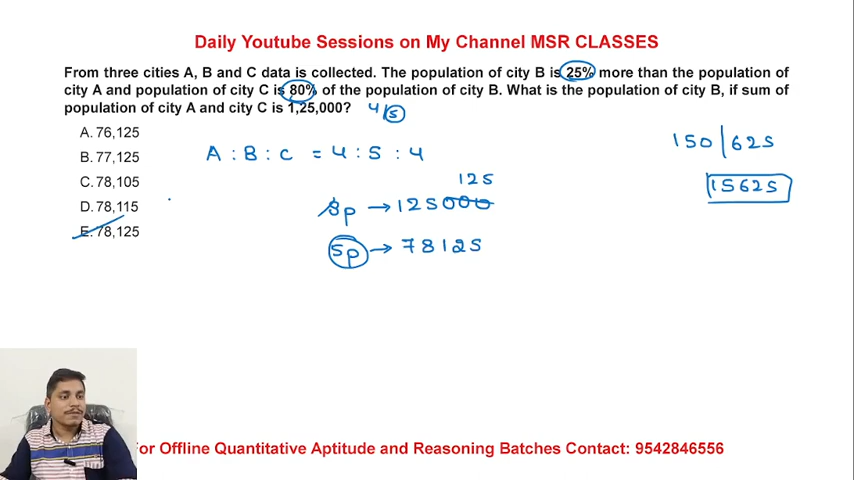 Daily Youtube Sessions on My Channel MSR CLASSES
From three cities A, B and C data is collected. The population of city B is 25% more than the population of
city A and population of city C is 80% of the population of city B. What is the population of city B, if sum of
population of city A and city C is 1,25,000? 4/5
A. 76,125
B. 77,125
C. 78,105
D. 78,115
E. 78,125
A : B : C = 4 : 5 : 4
150/625
125
15625
8p → 125000
5p → 78125
For Offline Quantitative Aptitude and Reasoning Batches Contact: 9542846556